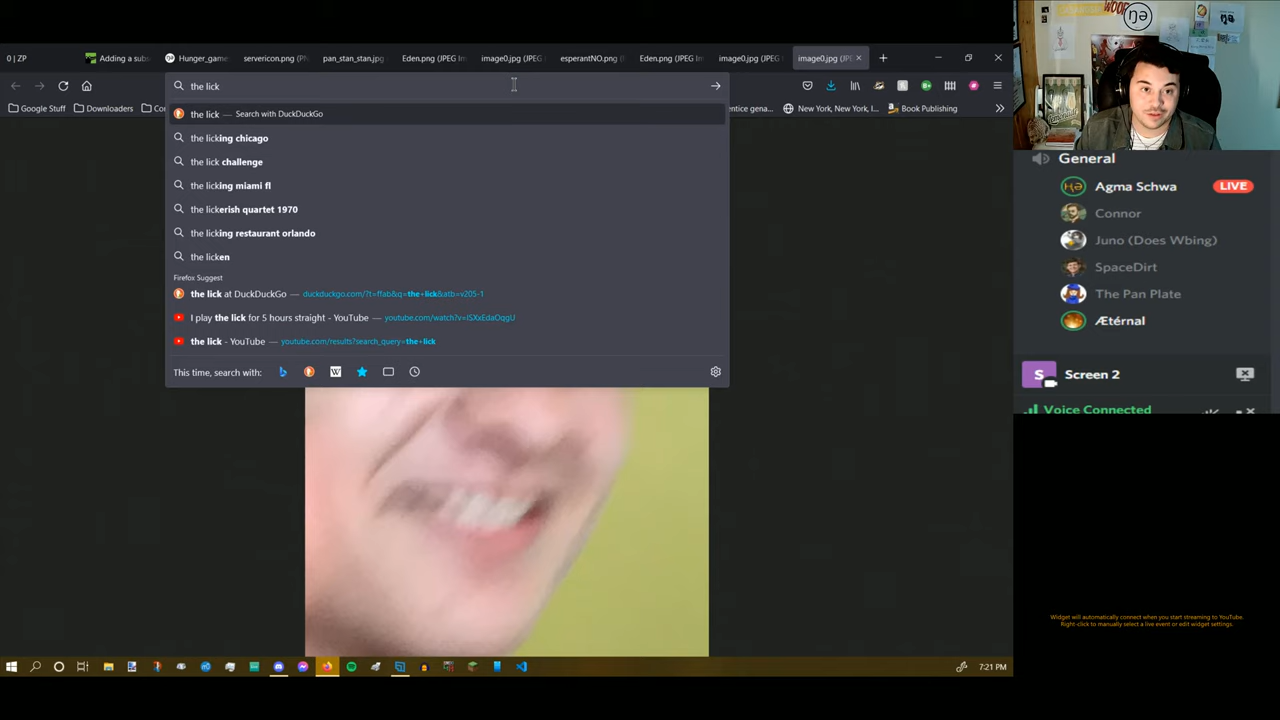 0 | ZP
Adding a subs
Hunger_game
servericon.png (PN
pan_stan_stan.jpg
Eden.png (JPEG Im
image0.jpg (JPEG
esperantNO.png
Eden.png (JPEG Im
image0.jpg (JPEG
image0.jpg (JPE
the lick
Google Stuff
Downloaders
New York, New York,
Book Publishing
the lick — Search with DuckDuckGo
the licking chicago
the lick challenge
the licking miami fl
the lickerish quartet 1970
the licking restaurant orlando
the licken
Firefox Suggest
the lick at DuckDuckGo — duckduckgo.com/?t=ffab&q=the+lick&atb=v205-1
I play the lick for 5 hours straight - YouTube — youtube.com/watch?v=iSXxEdaOqgU
the lick - YouTube — youtube.com/results?search_query=the+lick
This time, search with:
7:21 PM
ŋə
General
Agma Schwa
LIVE
Connor
Juno (Does Wbing)
SpaceDirt
The Pan Plate
Ætérnal
S
Screen 2
Voice Connected
Widget will automatically connect when you start streaming to YouTube.
Right-click to manually select a live event or edit widget settings.